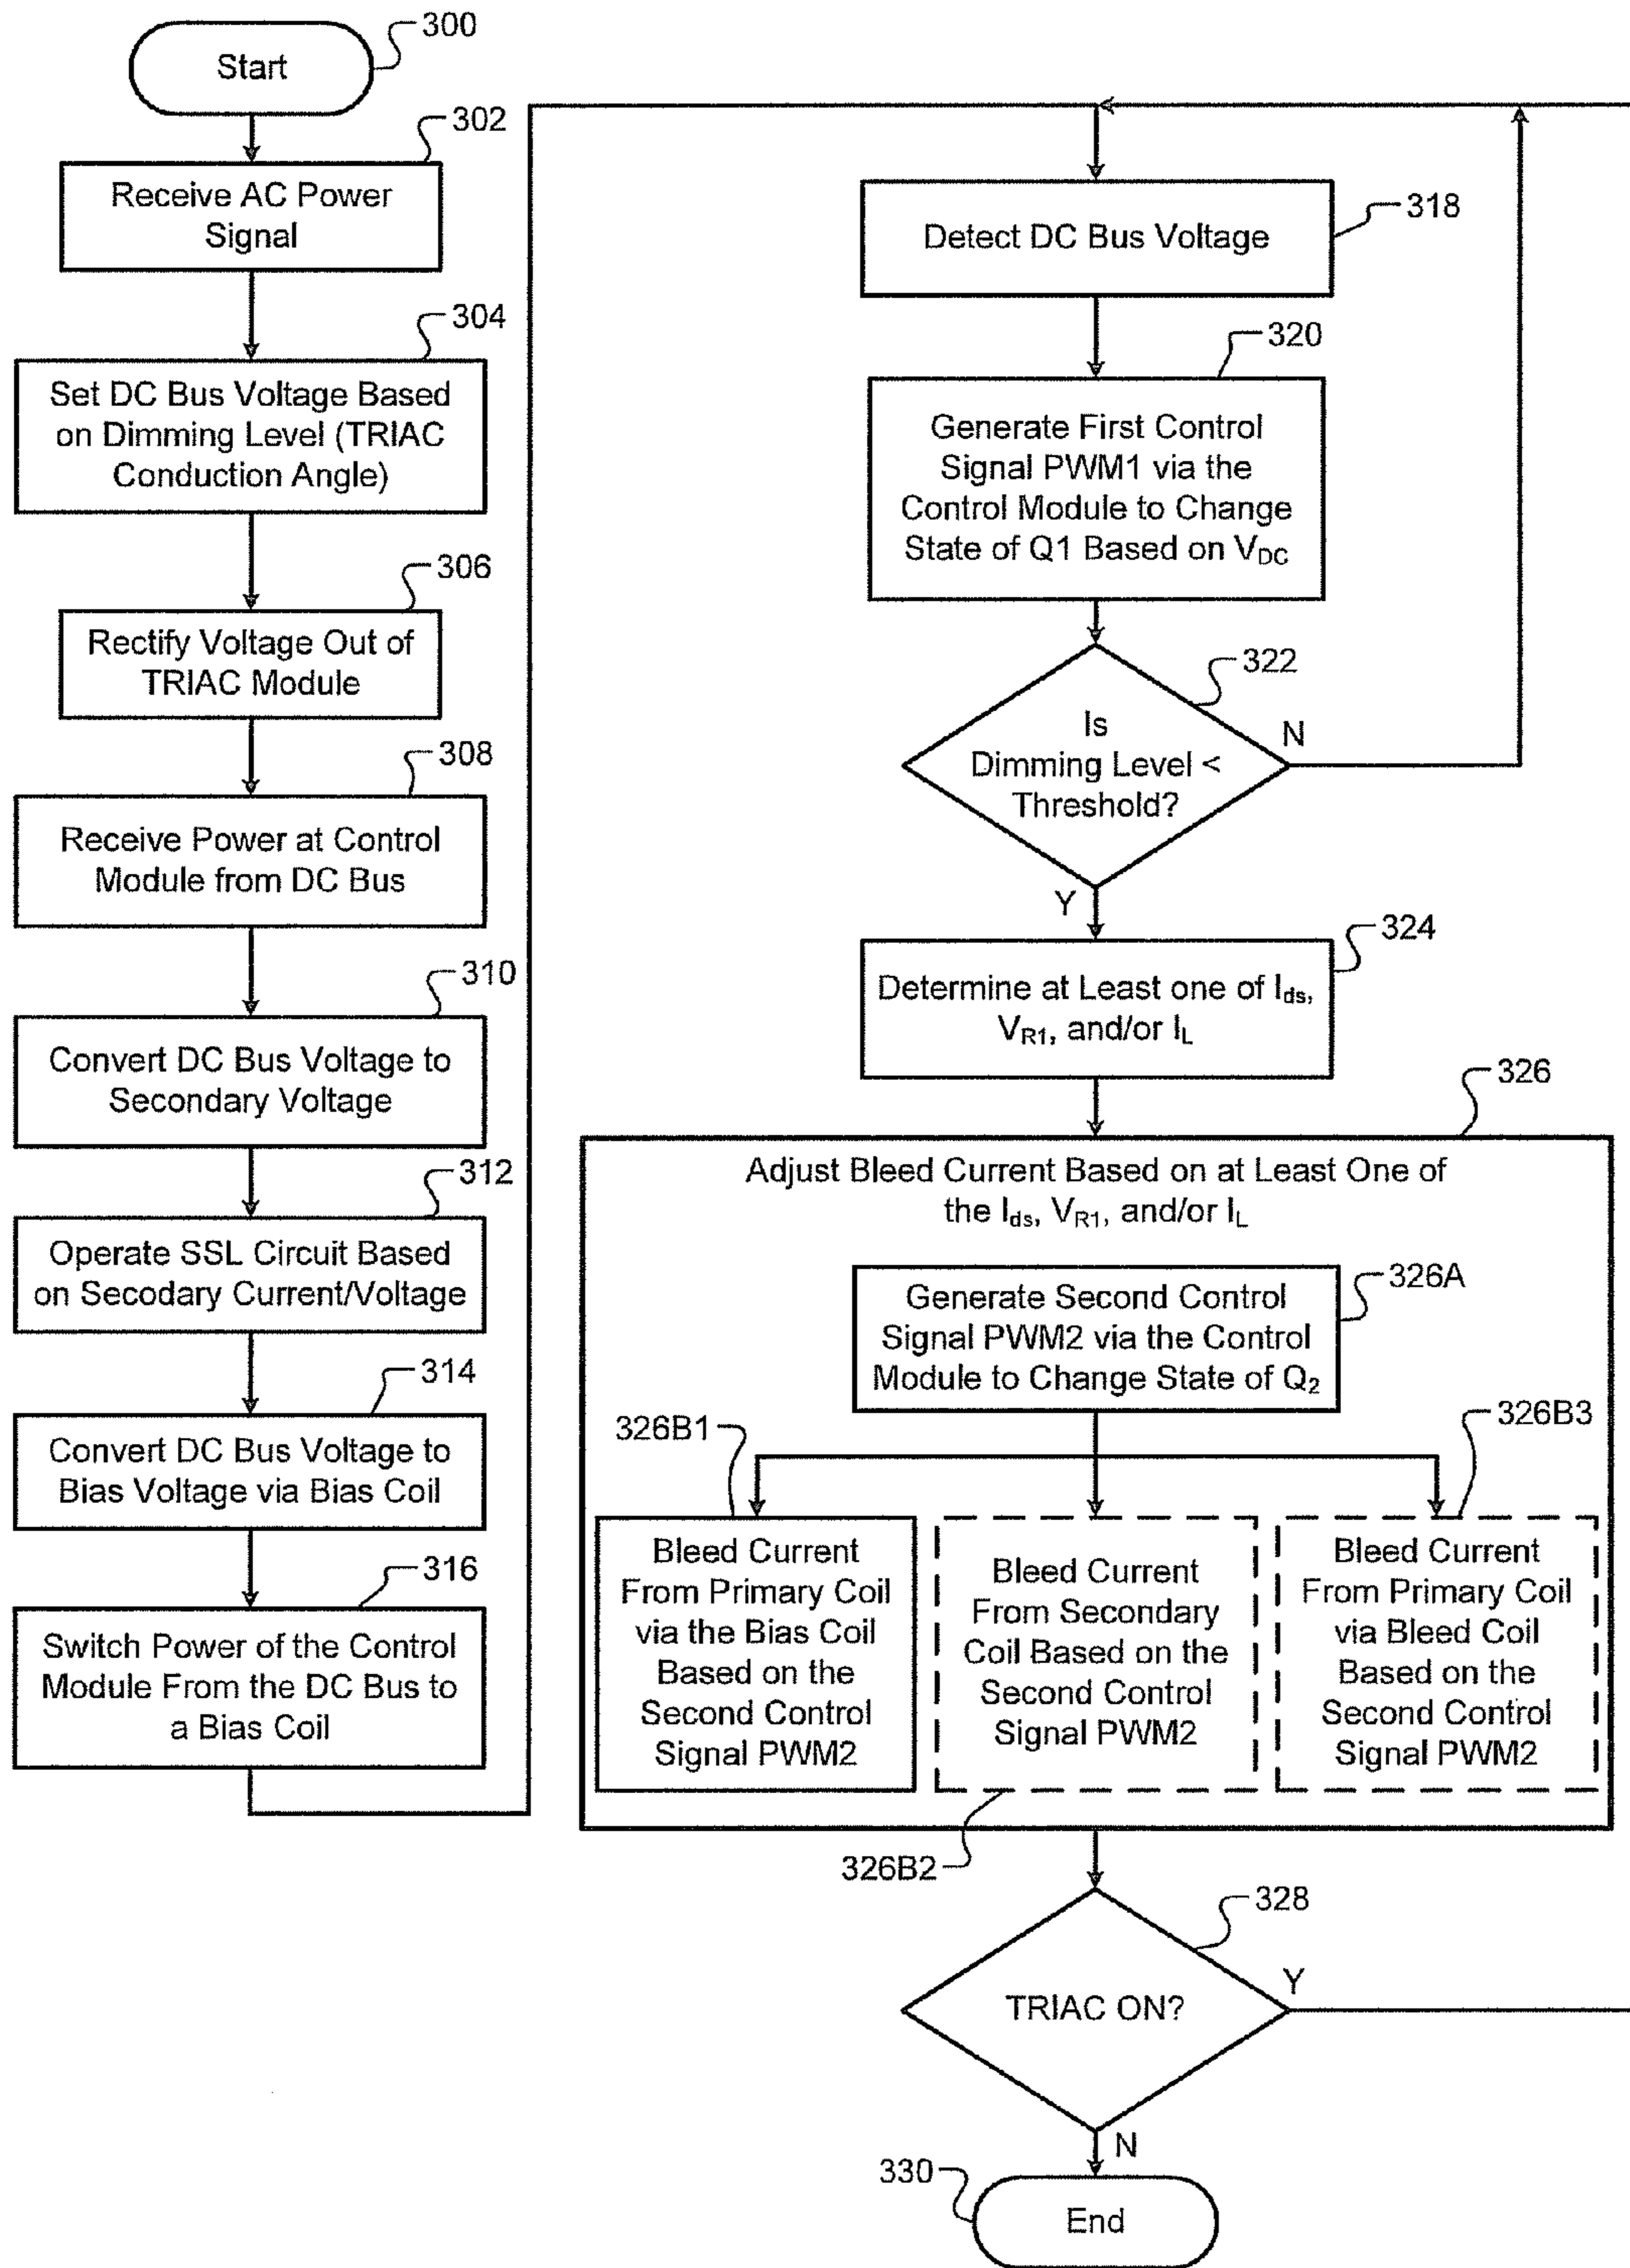 300
Start
302
Receive AC Power
Signal
304
Set DC Bus Voltage Based
on Dimming Level (TRIAC
Conduction Angle)
306
Rectify Voltage Out of
TRIAC Module
308
Receive Power at Control
Module from DC Bus
310
Convert DC Bus Voltage to
Secondary Voltage
312
Operate SSL Circuit Based
on Secodary Current/Voltage
314
Convert DC Bus Voltage to
Bias Voltage via Bias Coil
316
Switch Power of the Control
Module From the DC Bus to
a Bias Coil
318
Detect DC Bus Voltage
320
Generate First Control
Signal PWM1 via the
Control Module to Change
State of Q1 Based on VDC
322
Is
Dimming Level <
Threshold?
N
Y
324
Determine at Least one of Ids,
VR1, and/or IL
326
Adjust Bleed Current Based on at Least One of
the Ids, VR1, and/or IL
326A
Generate Second Control
Signal PWM2 via the Control
Module to Change State of Q2
326B1
Bleed Current
From Primary Coil
via the Bias Coil
Based on the
Second Control
Signal PWM2
Bleed Current
From Secondary
Coil Based on the
Second Control
Signal PWM2
326B2
326B3
Bleed Current
From Primary Coil
via Bleed Coil
Based on the
Second Control
Signal PWM2
328
TRIAC ON?
Y
N
330
End